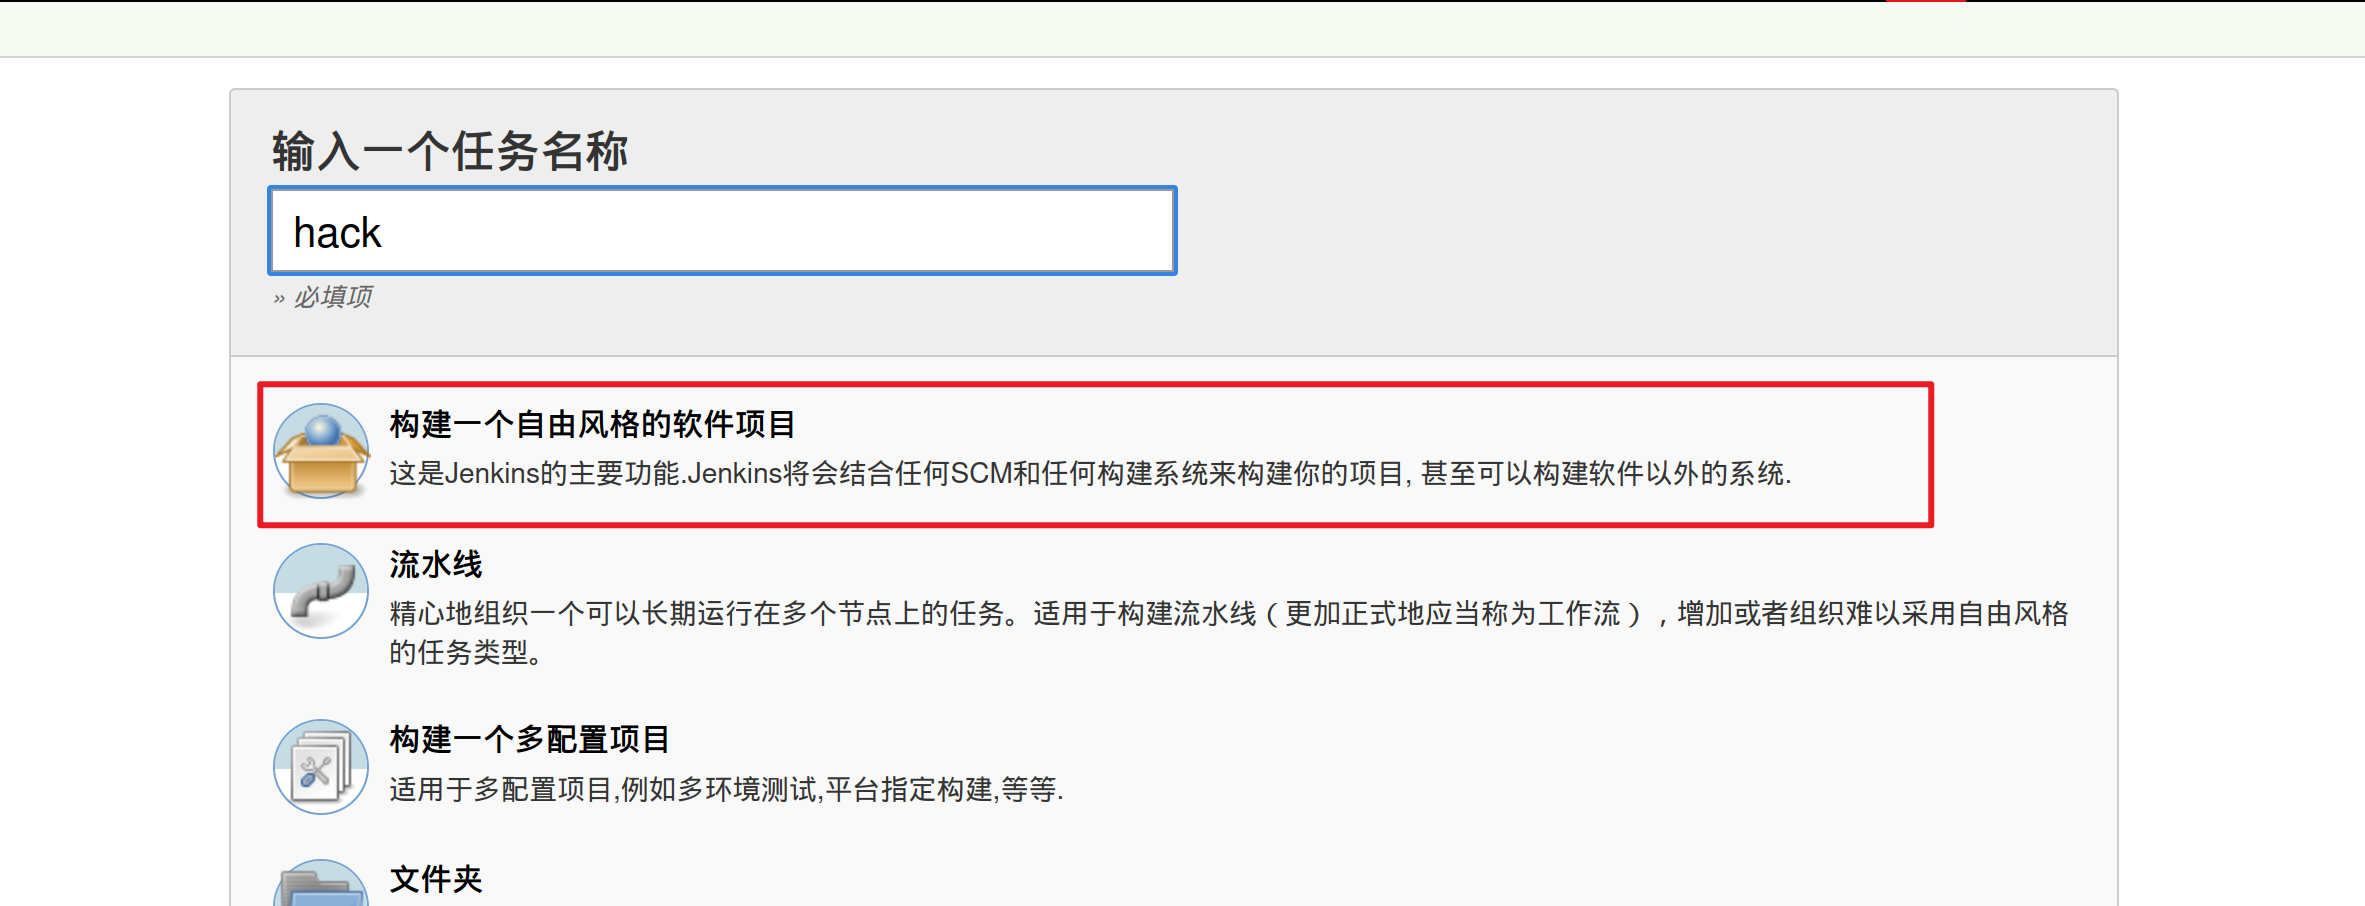 输入一个任务名称
hack
» 必填项
构建一个自由风格的软件项目
这是Jenkins的主要功能.Jenkins将会结合任何SCM和任何构建系统来构建你的项目, 甚至可以构建软件以外的系统.
流水线
精心地组织一个可以长期运行在多个节点上的任务。适用于构建流水线（更加正式地应当称为工作流），增加或者组织难以采用自由风格
的任务类型。
构建一个多配置项目
适用于多配置项目,例如多环境测试,平台指定构建,等等.
文件夹